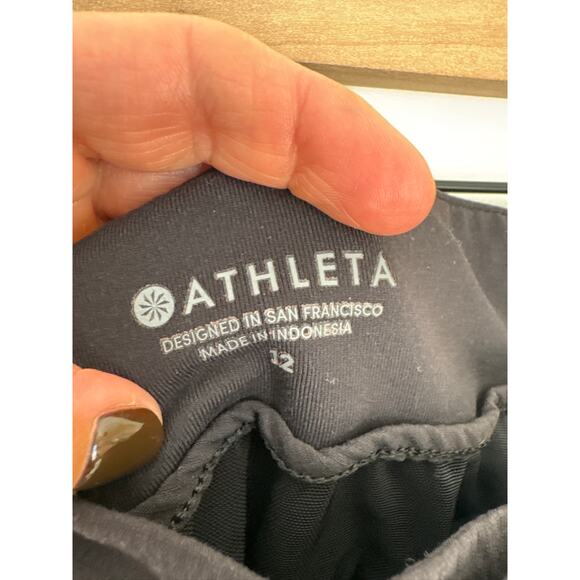 ATHLETA
DESIGNED IN SAN FRANCISCO
MADE IN INDONESIA
12